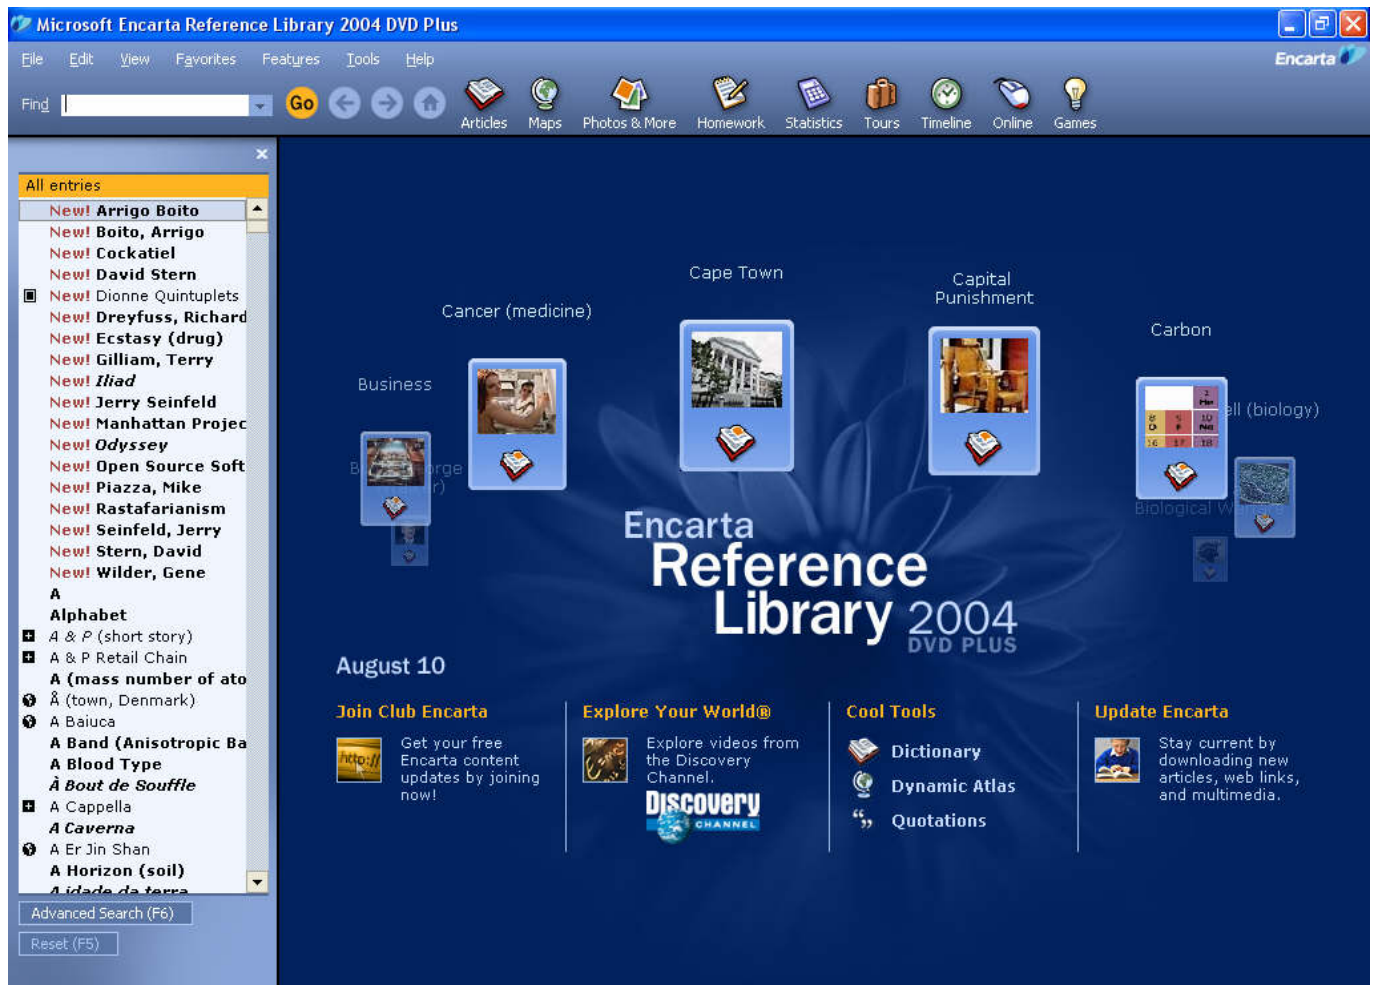 Microsoft Encarta Reference Library 2004 DVD Plus
File Edit View Favorites Features Tools Help
Encarta
Find
Go
Articles Maps Photos & More Homework Statistics Tours Timeline Online Games
All entries
New! Arrigo Boito
New! Boito, Arrigo
New! Cockatiel
New! David Stern
New! Dionne Quintuplets
New! Dreyfuss, Richard
New! Ecstasy (drug)
New! Gilliam, Terry
New! Iliad
New! Jerry Seinfeld
New! Manhattan Projec
New! Odyssey
New! Open Source Soft
New! Piazza, Mike
New! Rastafarianism
New! Seinfeld, Jerry
New! Stern, David
New! Wilder, Gene
A
Alphabet
A & P (short story)
A & P Retail Chain
A (mass number of ato
Å (town, Denmark)
A Baiuca
A Band (Anisotropic Ba
A Blood Type
À Bout de Souffle
A Cappella
A Caverna
A Er Jin Shan
A Horizon (soil)
A idade da terra
Advanced Search (F6)
Reset (F5)
Business
Cancer (medicine)
Cape Town
Capital
Punishment
Carbon
ell (biology)
Biological W
Encarta
Reference
Library 2004
DVD PLUS
August 10
Join Club Encarta
http://
Get your free
Encarta content
updates by joining
now!
Explore Your World®
Explore videos from
the Discovery
Channel.
Discovery
CHANNEL
Cool Tools
Dictionary
Dynamic Atlas
Quotations
Update Encarta
Stay current by
downloading new
articles, web links,
and multimedia.